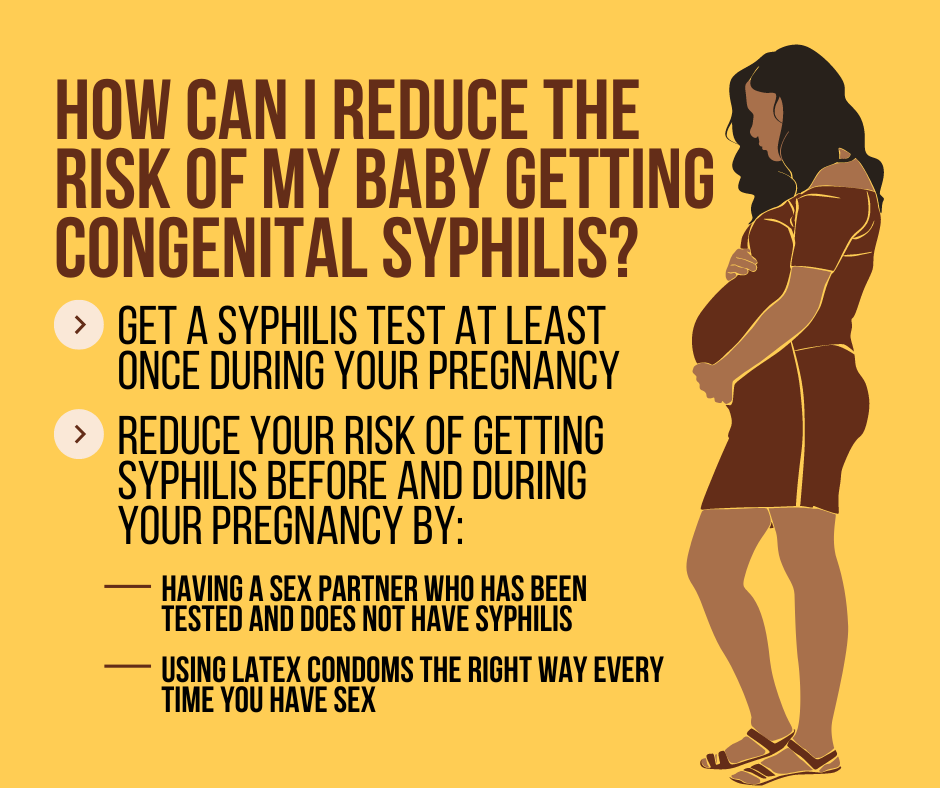 HOW CAN I REDUCE THE
RISK OF MY BABY GETTING
CONGENITAL SYPHILIS?
GET A SYPHILIS TEST AT LEAST
ONCE DURING YOUR PREGNANCY
REDUCE YOUR RISK OF GETTING
SYPHILIS BEFORE AND DURING
YOUR PREGNANCY BY:
HAVING A SEX PARTNER WHO HAS BEEN
TESTED AND DOES NOT HAVE SYPHILIS
USING LATEX CONDOMS THE RIGHT WAY EVERY
TIME YOU HAVE SEX